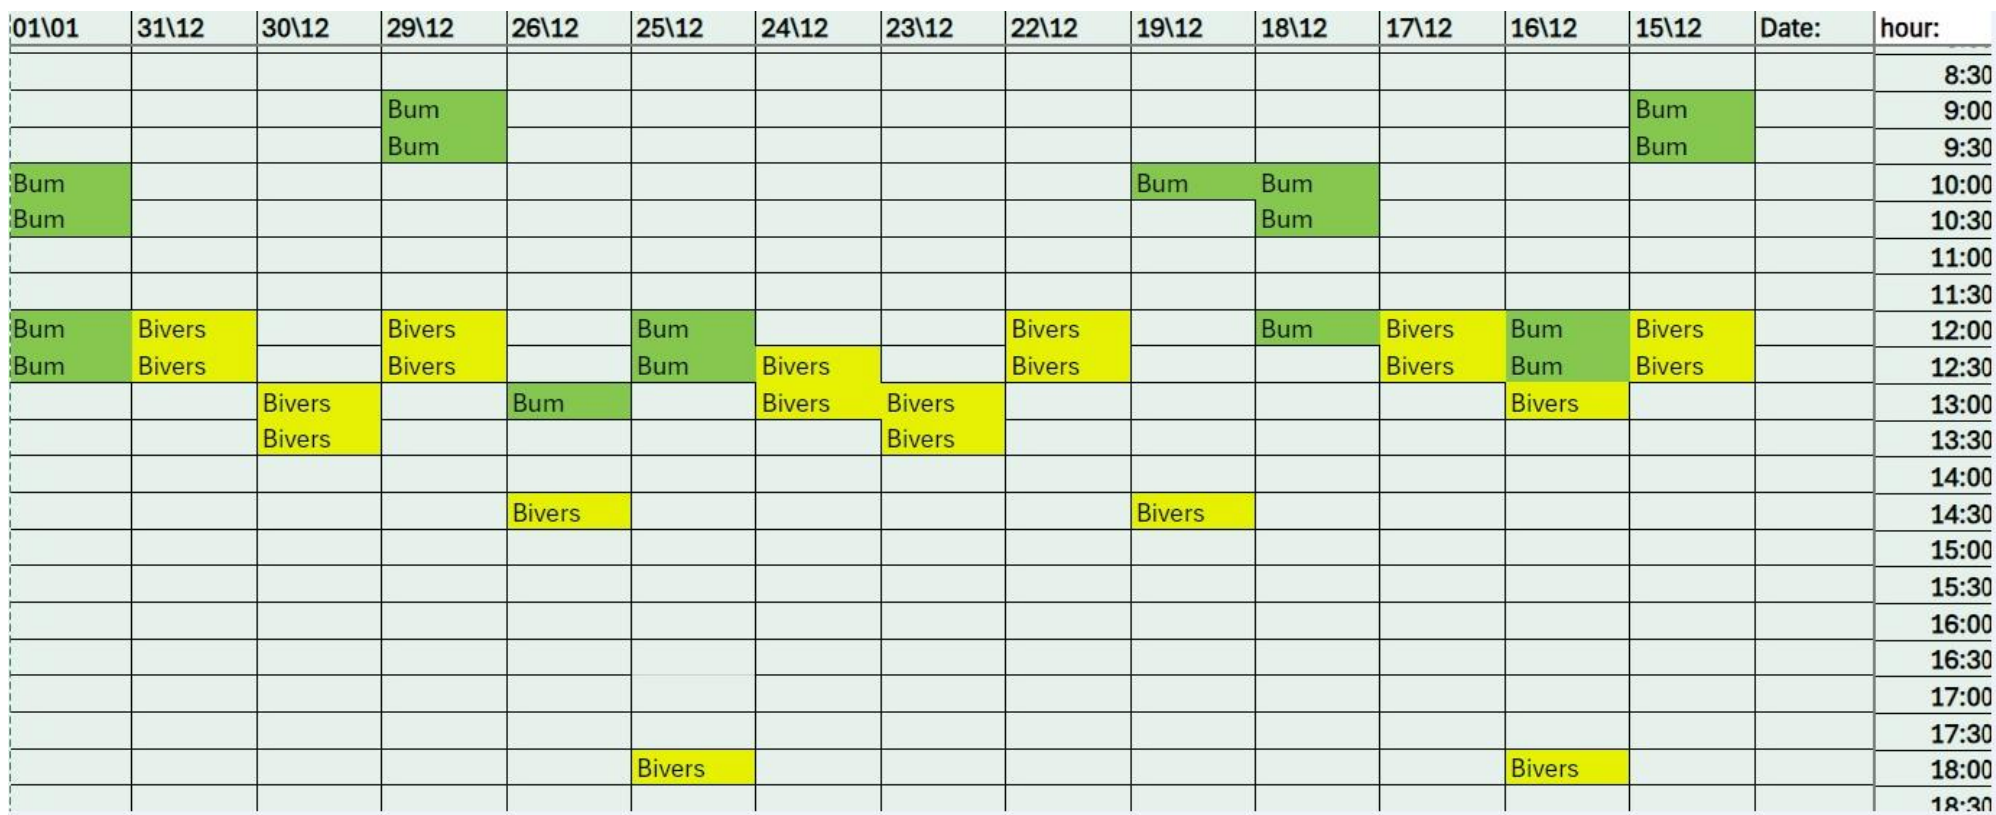 01\01 31\12 30\12 29\12 26\12 25\12 24\12 23\12 22\12 19\12 18\12 17\12 16\12 15\12 Date: hour:
8:30
Bum Bum 9:00
Bum Bum 9:30
Bum Bum Bum 10:00
Bum Bum 10:30
11:00
11:30
Bum Bivers Bivers Bum Bivers Bum Bivers Bum Bivers 12:00
Bum Bivers Bivers Bum Bivers Bivers Bivers Bum Bivers 12:30
Bivers Bum Bivers Bivers Bivers 13:00
Bivers Bivers 13:30
14:00
Bivers Bivers 14:30
15:00
15:30
16:00
16:30
17:00
17:30
Bivers Bivers 18:00
18:30